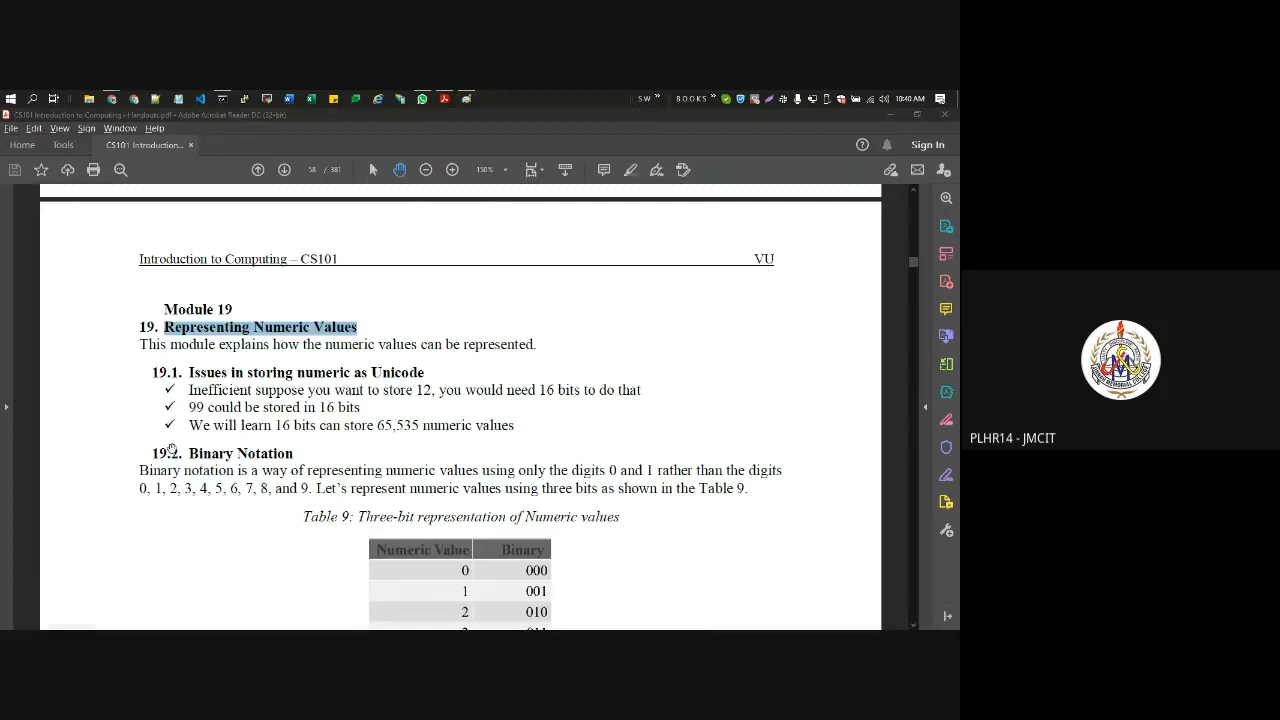 SW » BOOKS » 10:40 AM
CS101 Introduction to Computing - Handouts.pdf - Adobe Acrobat Reader DC (32-bit)
File Edit View Sign Window Help
Home Tools CS101 Introduction... × Sign In
58 / 381 150%
Introduction to Computing – CS101 VU
Module 19
19. Representing Numeric Values
This module explains how the numeric values can be represented.
19.1. Issues in storing numeric as Unicode
✓ Inefficient suppose you want to store 12, you would need 16 bits to do that
✓ 99 could be stored in 16 bits
✓ We will learn 16 bits can store 65,535 numeric values
19.2. Binary Notation
Binary notation is a way of representing numeric values using only the digits 0 and 1 rather than the digits
0, 1, 2, 3, 4, 5, 6, 7, 8, and 9. Let’s represent numeric values using three bits as shown in the Table 9.
Table 9: Three-bit representation of Numeric values
Numeric Value Binary
0 000
1 001
2 010
PLHR14 - JMCIT